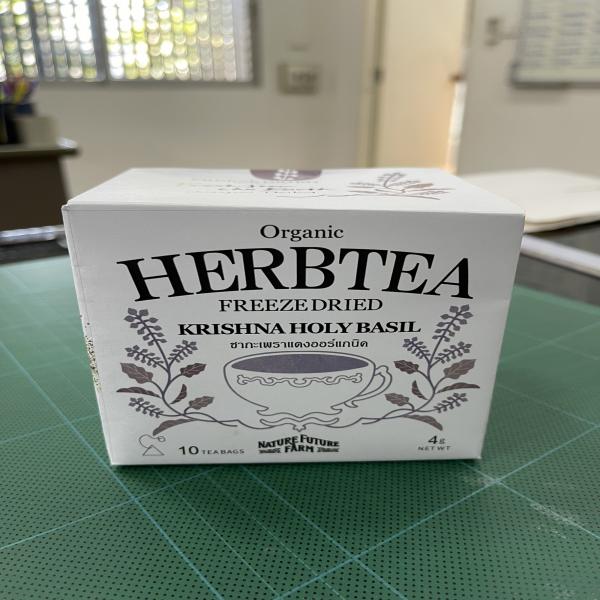 Organic
HERBTEA
FREEZE DRIED
KRISHNA HOLY BASIL
ชากะเพราแดงออร์แกนิค
10 TEA BAGS
NATURE FUTURE
FARM
4g
NET WT